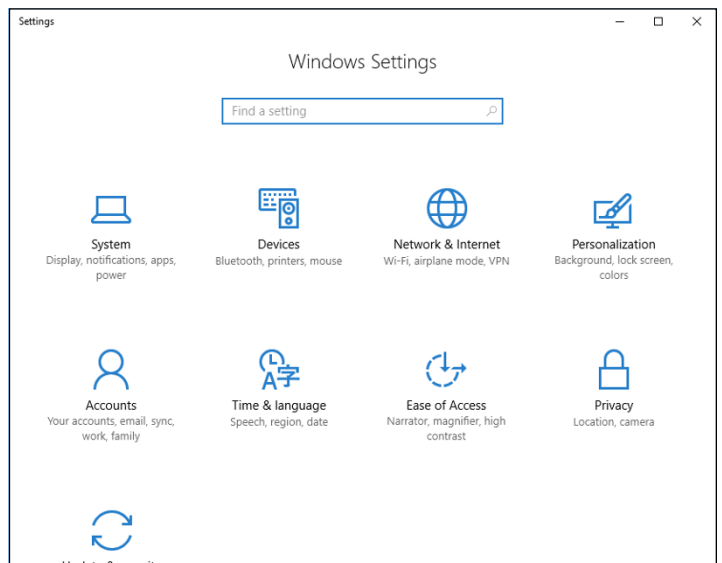 Settings
Windows Settings
Find a setting
System
Display, notifications, apps,
power
Devices
Bluetooth, printers, mouse
Network & Internet
Wi-Fi, airplane mode, VPN
Personalization
Background, lock screen,
colors
Accounts
Your accounts, email, sync,
work, family
Time & language
Speech, region, date
Ease of Access
Narrator, magnifier, high
contrast
Privacy
Location, camera